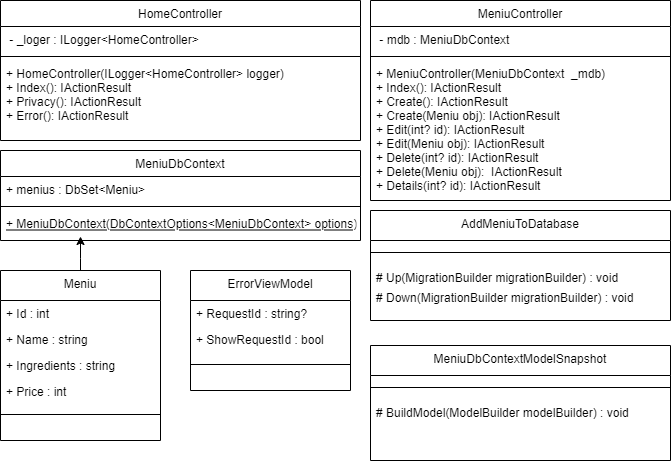 HomeController
- _loger : ILogger<HomeController>
+ HomeController(ILogger<HomeController> logger)
+ Index(): IActionResult
+ Privacy(): IActionResult
+ Error(): IActionResult
MeniuController
- mdb : MeniuDbContext
+ MeniuController(MeniuDbContext _mdb)
+ Index(): IActionResult
+ Create(): IActionResult
+ Create(Meniu obj): IActionResult
+ Edit(int? id): IActionResult
+ Edit(Meniu obj): IActionResult
+ Delete(int? id): IActionResult
+ Delete(Meniu obj): IActionResult
+ Details(int? id): IActionResult
MeniuDbContext
+ menius : DbSet<Meniu>
+ MeniuDbContext(DbContextOptions<MeniuDbContext> options)
AddMeniuToDatabase
# Up(MigrationBuilder migrationBuilder) : void
# Down(MigrationBuilder migrationBuilder) : void
Meniu
+ Id : int
+ Name : string
+ Ingredients : string
+ Price : int
ErrorViewModel
+ RequestId : string?
+ ShowRequestId : bool
MeniuDbContextModelSnapshot
# BuildModel(ModelBuilder modelBuilder) : void